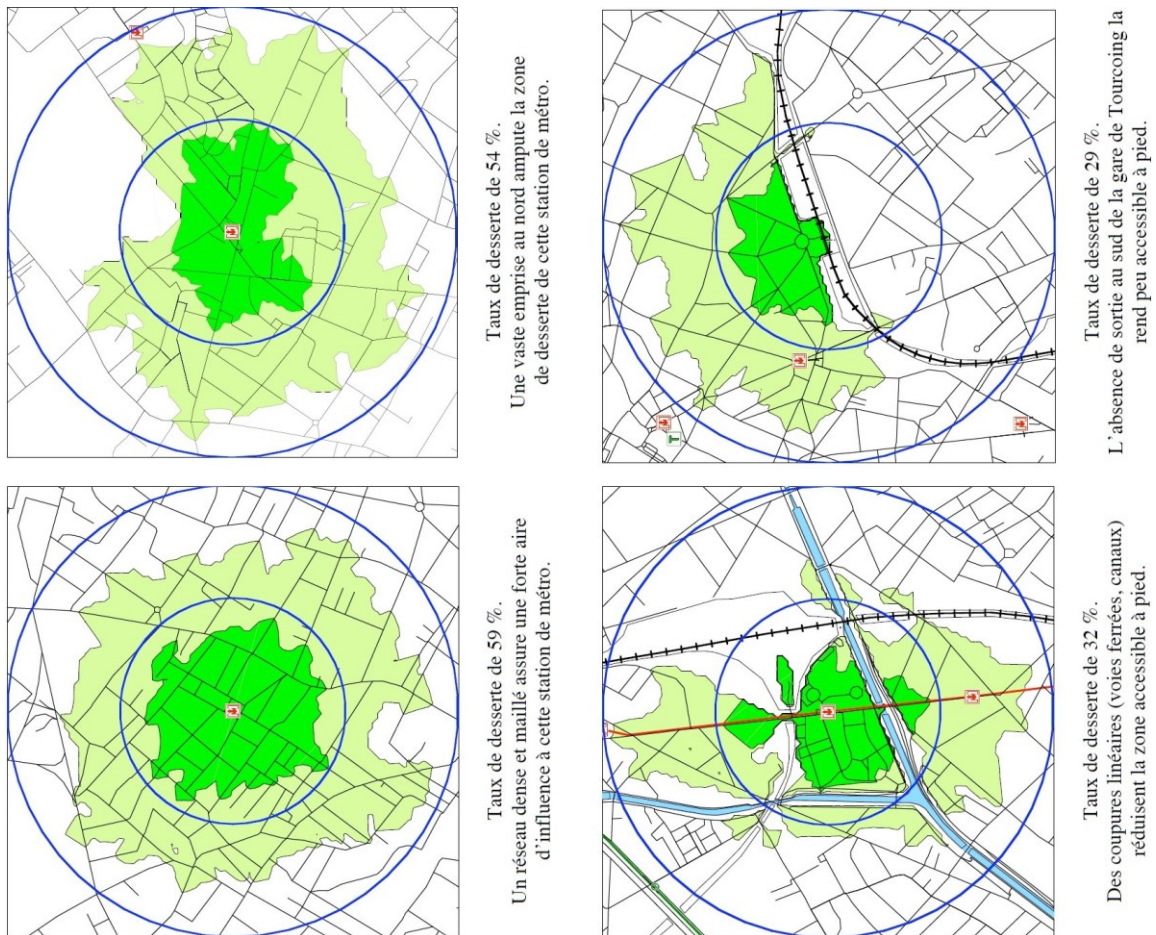 Taux de desserte de 59 %.
Un réseau dense et maillé assure une forte aire
d'influence à cette station de métro.
Taux de desserte de 54 %.
Une vaste emprise au nord ampute la zone
de desserte de cette station de métro.
Taux de desserte de 32 %.
Des coupures linéaires (voies ferrées, canaux)
réduisent la zone accessible à pied.
T
Taux de desserte de 29 %.
L'absence de sortie au sud de la gare de Tourcoing la
rend peu accessible à pied.